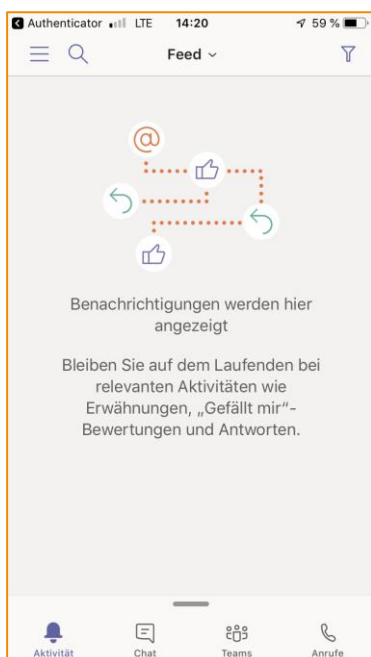 Authenticator LTE 14:20 59 %
Feed
@
Benachrichtigungen werden hier
angezeigt
Bleiben Sie auf dem Laufenden bei
relevanten Aktivitäten wie
Erwähnungen, „Gefällt mir“-
Bewertungen und Antworten.
Aktivität Chat Teams Anrufe